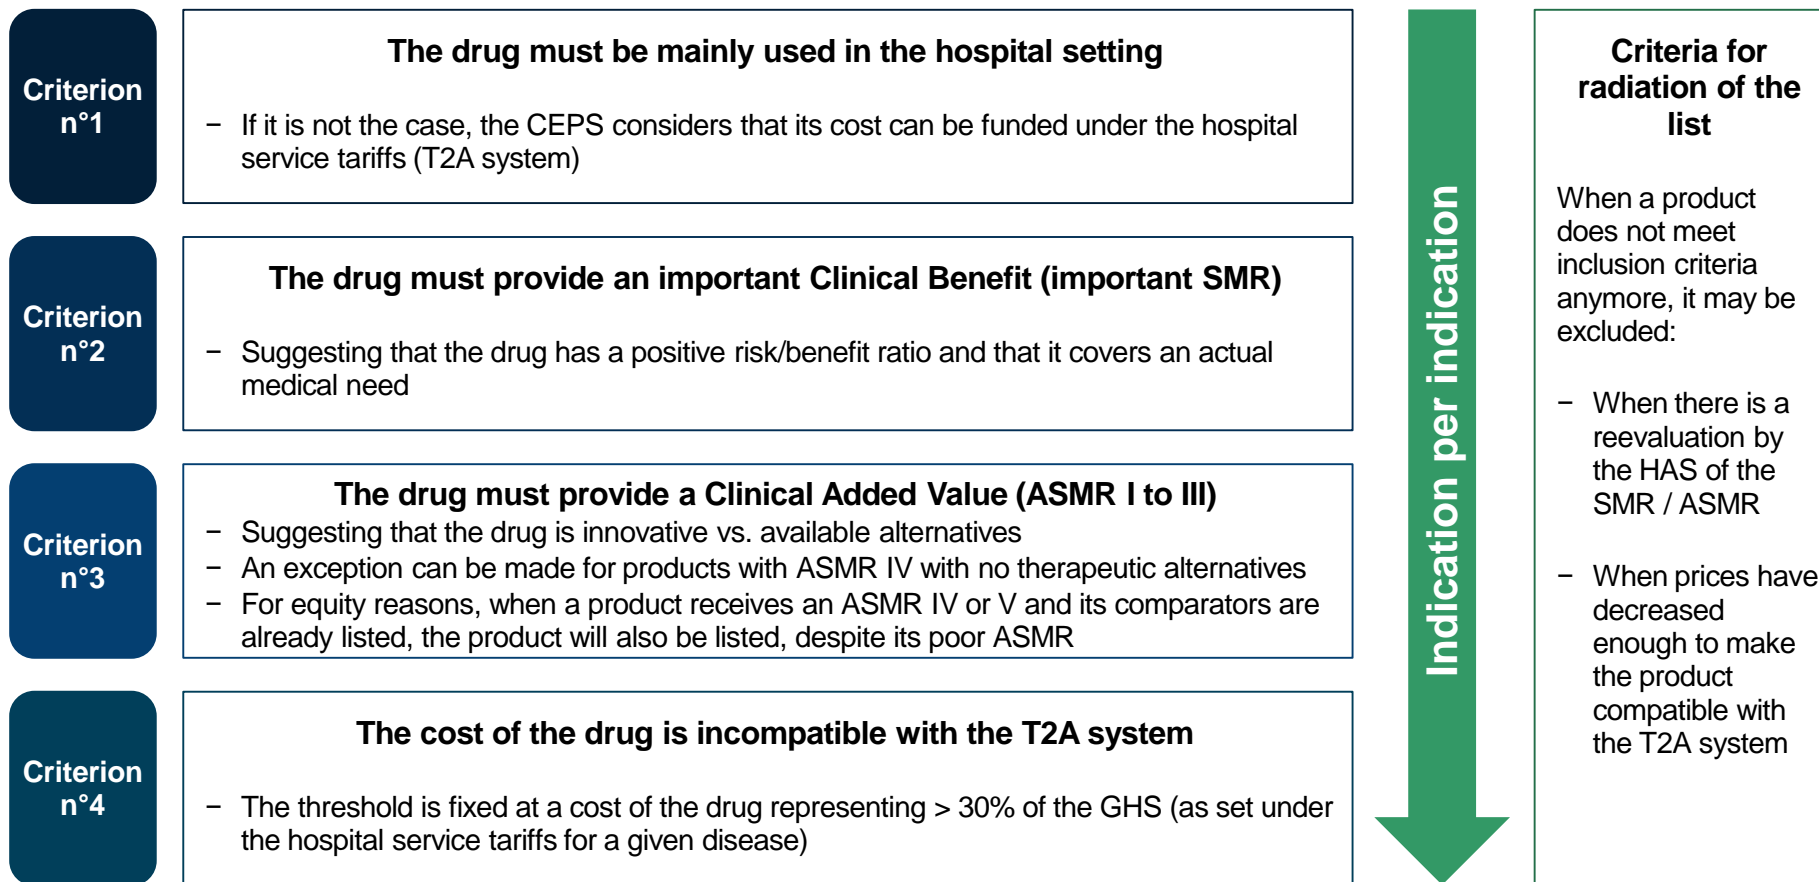 Criterion
n°1
The drug must be mainly used in the hospital setting
− If it is not the case, the CEPS considers that its cost can be funded under the hospital
service tariffs (T2A system)
Criterion
n°2
The drug must provide an important Clinical Benefit (important SMR)
− Suggesting that the drug has a positive risk/benefit ratio and that it covers an actual
medical need
Criterion
n°3
The drug must provide a Clinical Added Value (ASMR I to III)
− Suggesting that the drug is innovative vs. available alternatives
− An exception can be made for products with ASMR IV with no therapeutic alternatives
− For equity reasons, when a product receives an ASMR IV or V and its comparators are
already listed, the product will also be listed, despite its poor ASMR
Criterion
n°4
The cost of the drug is incompatible with the T2A system
− The threshold is fixed at a cost of the drug representing > 30% of the GHS (as set under
the hospital service tariffs for a given disease)
Indication per indication
Criteria for
radiation of the
list
When a product
does not meet
inclusion criteria
anymore, it may be
excluded:
− When there is a
reevaluation by
the HAS of the
SMR / ASMR
− When prices have
decreased
enough to make
the product
compatible with
the T2A system